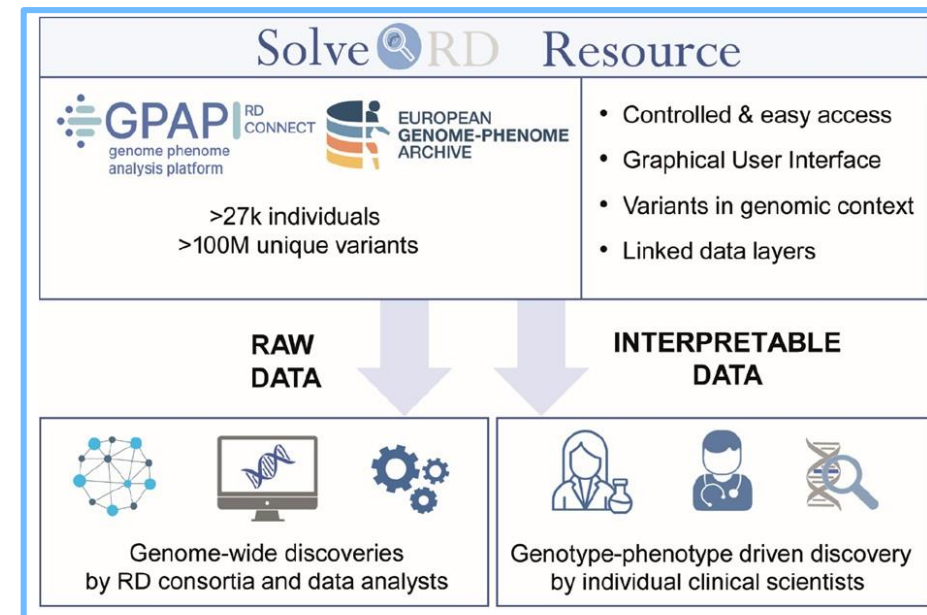 Solve RD Resource
GPAP RD CONNECT
genome phenome
analysis platform
EUROPEAN
GENOME-PHENOME
ARCHIVE
>27k individuals
>100M unique variants
• Controlled & easy access
• Graphical User Interface
• Variants in genomic context
• Linked data layers
RAW
DATA
INTERPRETABLE
DATA
Genome-wide discoveries
by RD consortia and data analysts
Genotype-phenotype driven discovery
by individual clinical scientists